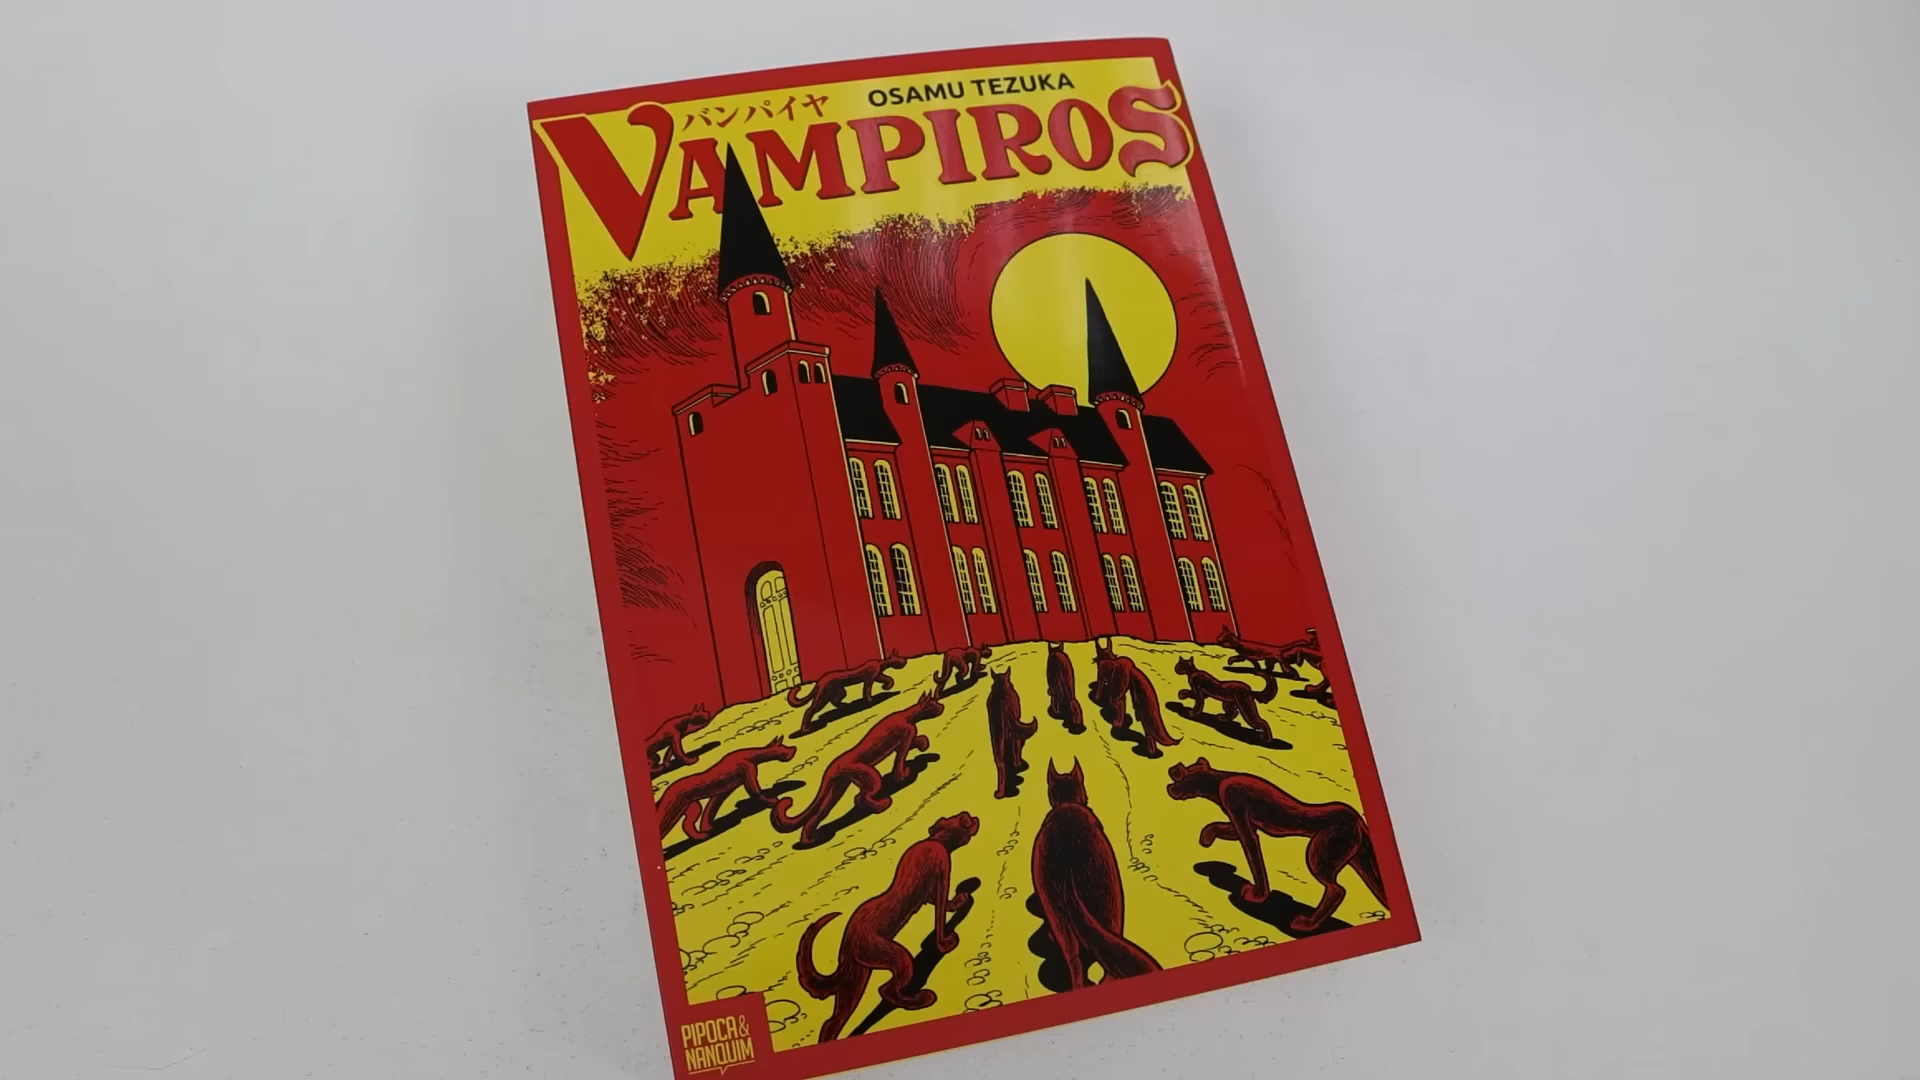 バンパイヤ
OSAMU TEZUKA
VAMPIROS
PIPOCA &
NANQUIM